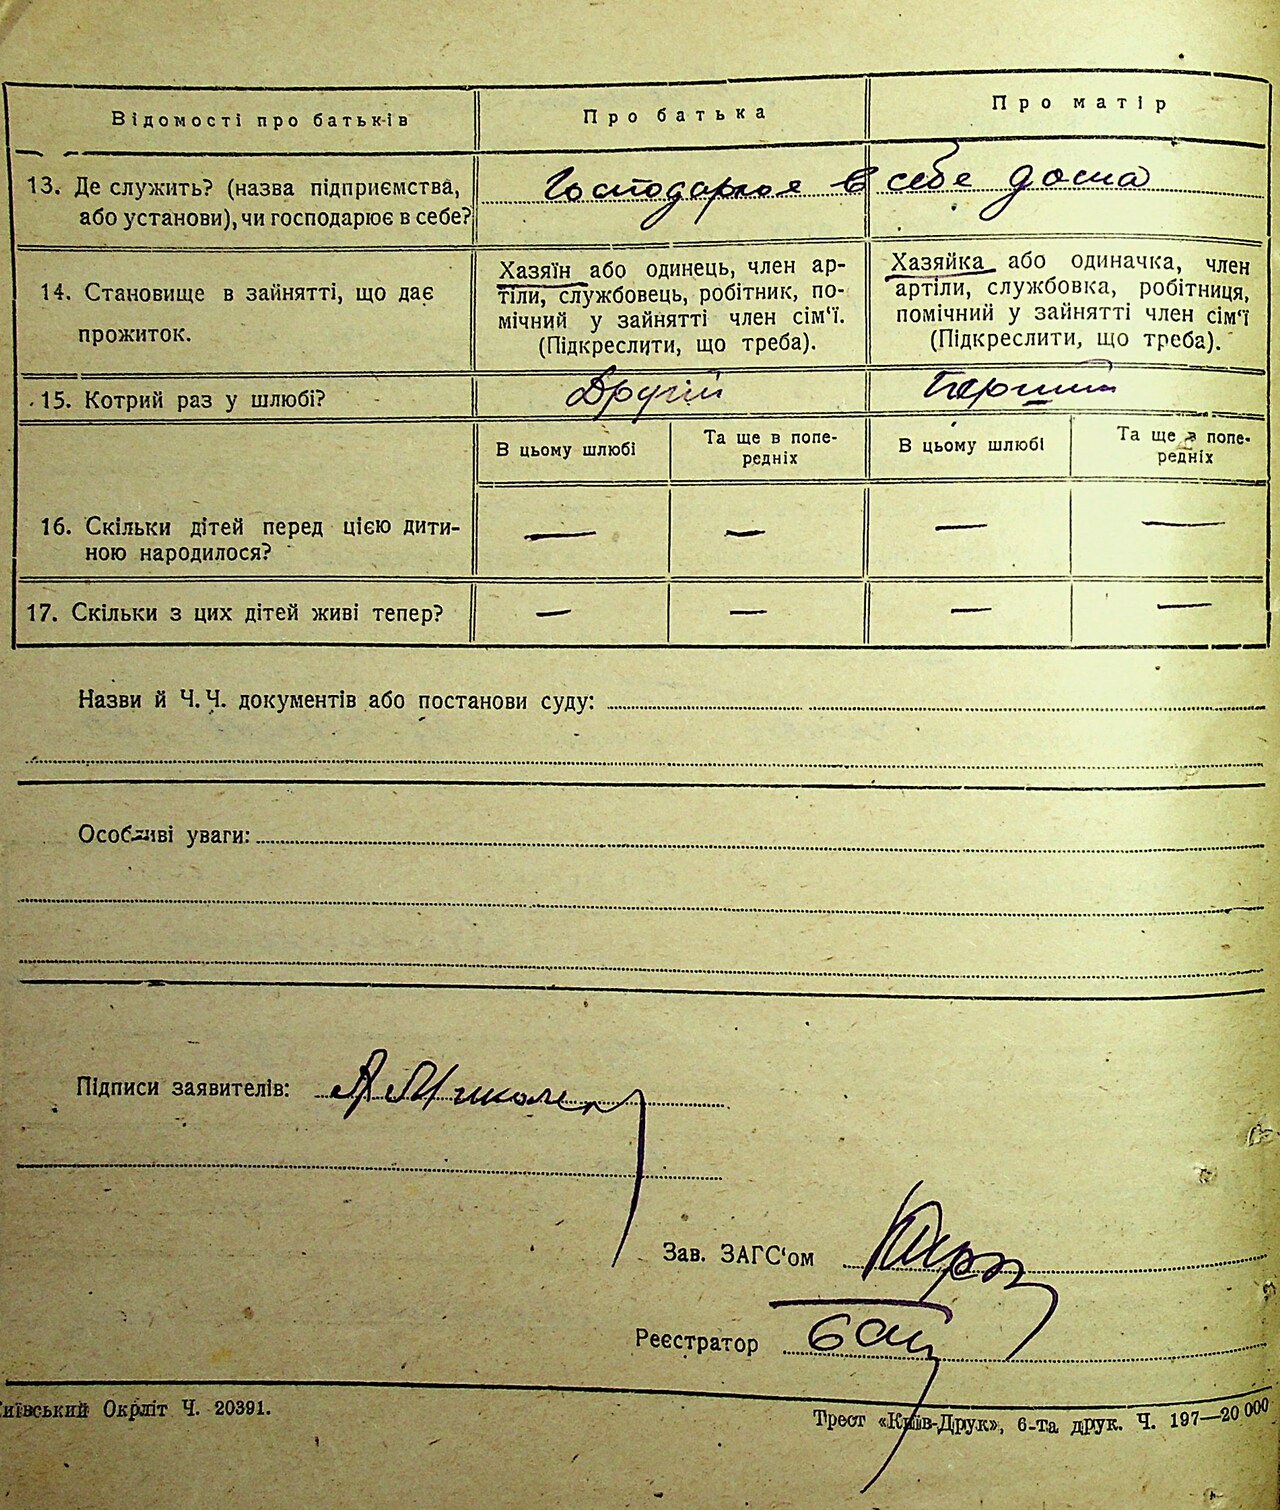 Відомості про батьків Про батька Про матір
13. Де служить? (назва підприємства, або установи), чи господарює в себе?
Господарює в себе дома
14. Становище в зайнятті, що дає
прожиток.
Хазяїн або одинець, член ар-
тіли, службовець, робітник, по-
мічний у зайнятті член сім‘ї.
(Підкреслити, що треба).
Хазяйка або одиначка, член
артіли, службовка, робітниця,
помічний у зайнятті член сім‘ї
(Підкреслити, що треба).
15. Котрий раз у шлюбі? Другій Перший
В цьому шлюбі
Та ще в попе-
редніх
В цьому шлюбі
Та ще в попе-
редніх
16. Скільки дітей перед цією дити- — — — —
ною народилося?
17. Скільки з цих дітей живі тепер? — — — —
Назви й Ч. Ч. документів або постанови суду:
Особливі уваги:
Підписи заявителів:
Зав. ЗАГС‘ом
Реєстратор
Київський Окрліт Ч. 20391.
Трест «Київ-Друк», 6-та друк. Ч. 197—20 000